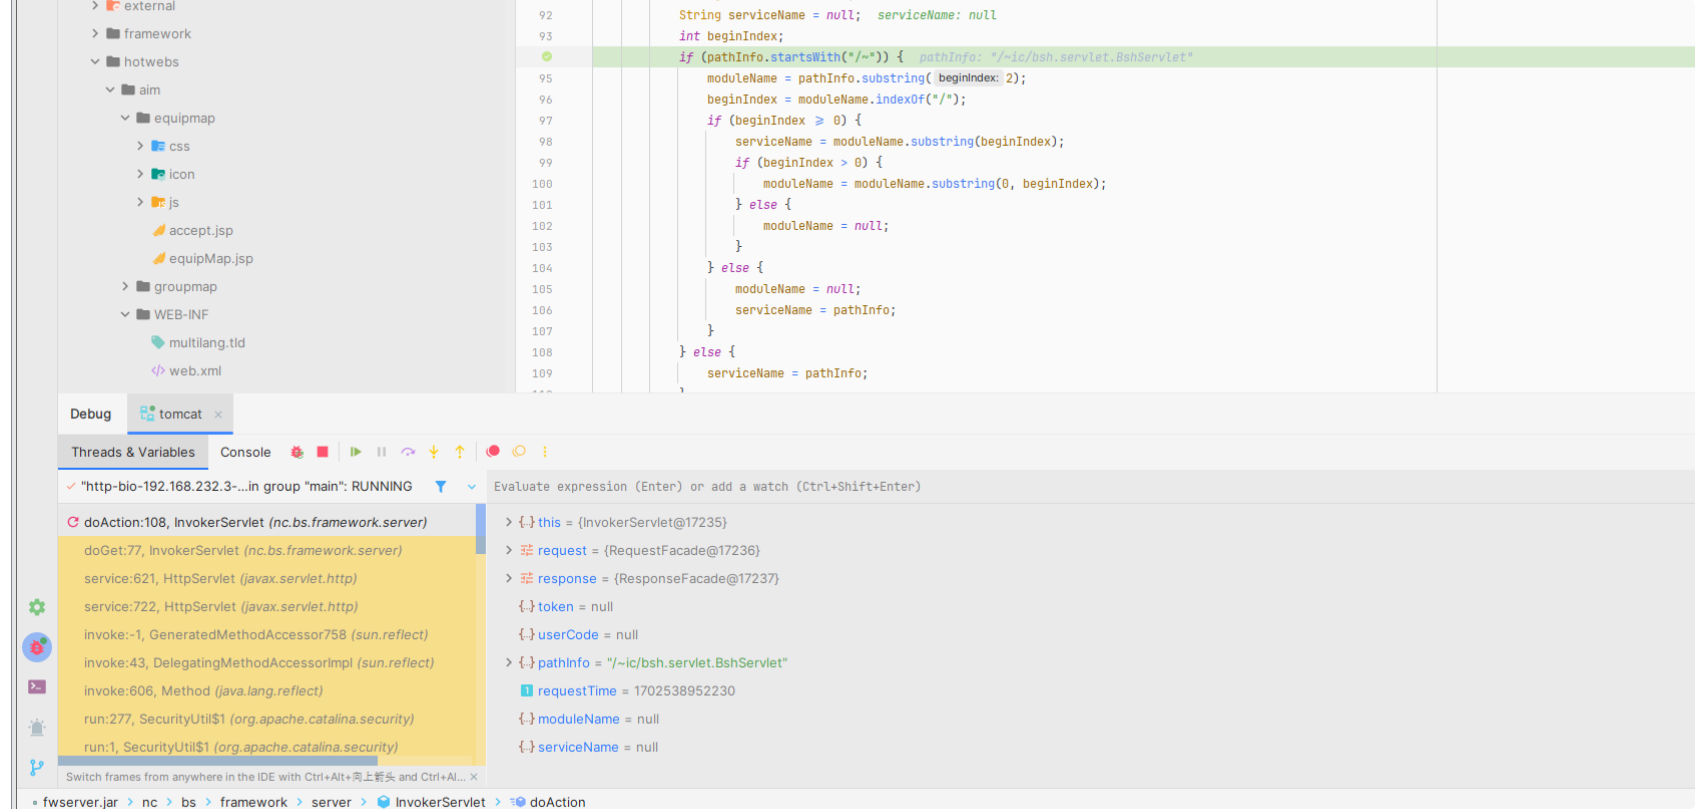 external
framework
hotwebs
aim
equipmap
css
icon
js
accept.jsp
equipMap.jsp
groupmap
WEB-INF
multilang.tld
web.xml
92 String serviceName = null; serviceName: null
93 int beginIndex;
if (pathInfo.startsWith("/~")) { pathInfo: "/~ic/bsh.servlet.BshServlet"
95 moduleName = pathInfo.substring( beginIndex: 2);
96 beginIndex = moduleName.indexOf("/");
97 if (beginIndex ⩾ 0) {
98 serviceName = moduleName.substring(beginIndex);
99 if (beginIndex > 0) {
100 moduleName = moduleName.substring(0, beginIndex);
101 } else {
102 moduleName = null;
103 }
104 } else {
105 moduleName = null;
106 serviceName = pathInfo;
107 }
108 } else {
109 serviceName = pathInfo;
110 }
Debug tomcat ×
Threads & Variables Console
"http-bio-192.168.232.3-...in group "main": RUNNING
doAction:108, InvokerServlet (nc.bs.framework.server)
doGet:77, InvokerServlet (nc.bs.framework.server)
service:621, HttpServlet (javax.servlet.http)
service:722, HttpServlet (javax.servlet.http)
invoke:-1, GeneratedMethodAccessor758 (sun.reflect)
invoke:43, DelegatingMethodAccessorImpl (sun.reflect)
invoke:606, Method (java.lang.reflect)
run:277, SecurityUtil$1 (org.apache.catalina.security)
run:1, SecurityUtil$1 (org.apache.catalina.security)
Switch frames from anywhere in the IDE with Ctrl+Alt+向上箭头 and Ctrl+Al... ×
Evaluate expression (Enter) or add a watch (Ctrl+Shift+Enter)
{..} this = {InvokerServlet@17235}
request = {RequestFacade@17236}
response = {ResponseFacade@17237}
{..} token = null
{..} userCode = null
{..} pathInfo = "/~ic/bsh.servlet.BshServlet"
1 requestTime = 1702538952230
{..} moduleName = null
{..} serviceName = null
fwserver.jar > nc > bs > framework > server > InvokerServlet > doAction